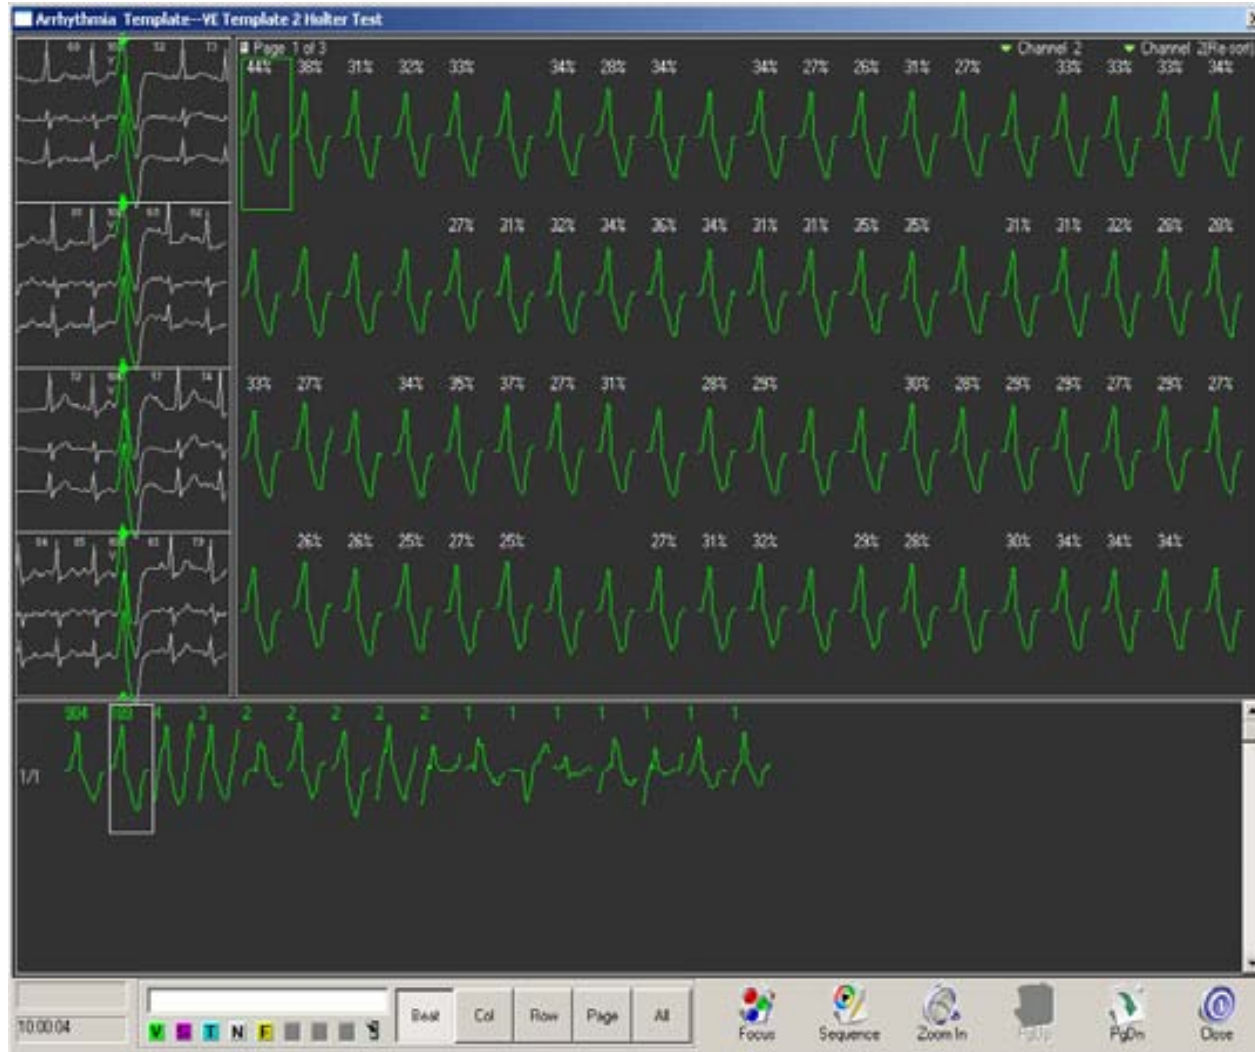 Arrhythmia Template--VE Template 2 Holter Test
Page 1 of 3
Channel 2
Channel 2(Re-sort)
44% 38% 31% 32% 33% 34% 28% 34% 34% 27% 26% 31% 27% 33% 33% 33% 34%
27% 31% 32% 34% 36% 34% 31% 31% 35% 35% 31% 31% 32% 28% 28%
33% 27% 34% 35% 37% 27% 31% 28% 29% 30% 28% 29% 29% 27% 29% 27%
26% 26% 25% 27% 25% 27% 31% 32% 29% 28% 30% 34% 34% 34%
904 4 3 2 2 2 2 2 1 1 1 1 1 1 1
1/1
10:00:04
V S T N F
Beat Col Row Page All
Focus Sequence Zoom In PgUp PgDn Close